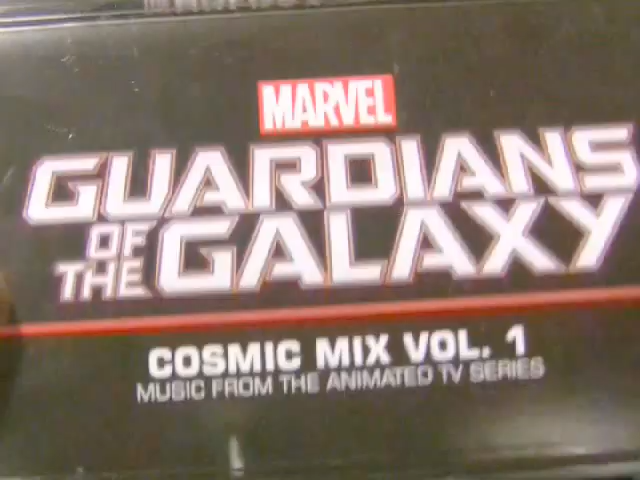 MARVEL
GUARDIANS
OF THE GALAXY
COSMIC MIX VOL. 1
MUSIC FROM THE ANIMATED TV SERIES